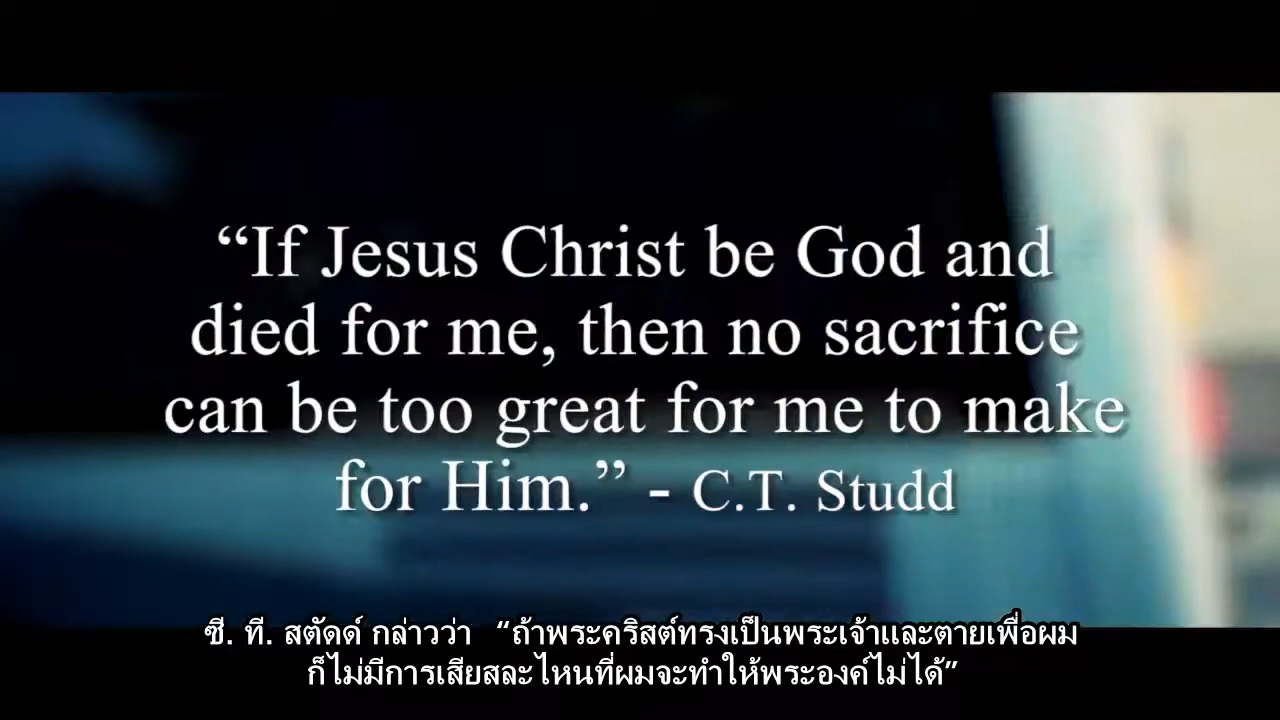 “If Jesus Christ be God and
died for me, then no sacrifice
can be too great for me to make
for Him.” - C.T. Studd
ซี. ที. สตัดด์ กล่าวว่า “ถ้าพระคริสต์ทรงเป็นพระเจ้าและตายเพื่อผม
ก็ไม่มีการเสียสละไหนที่ผมจะทำให้พระองค์ไม่ได้”